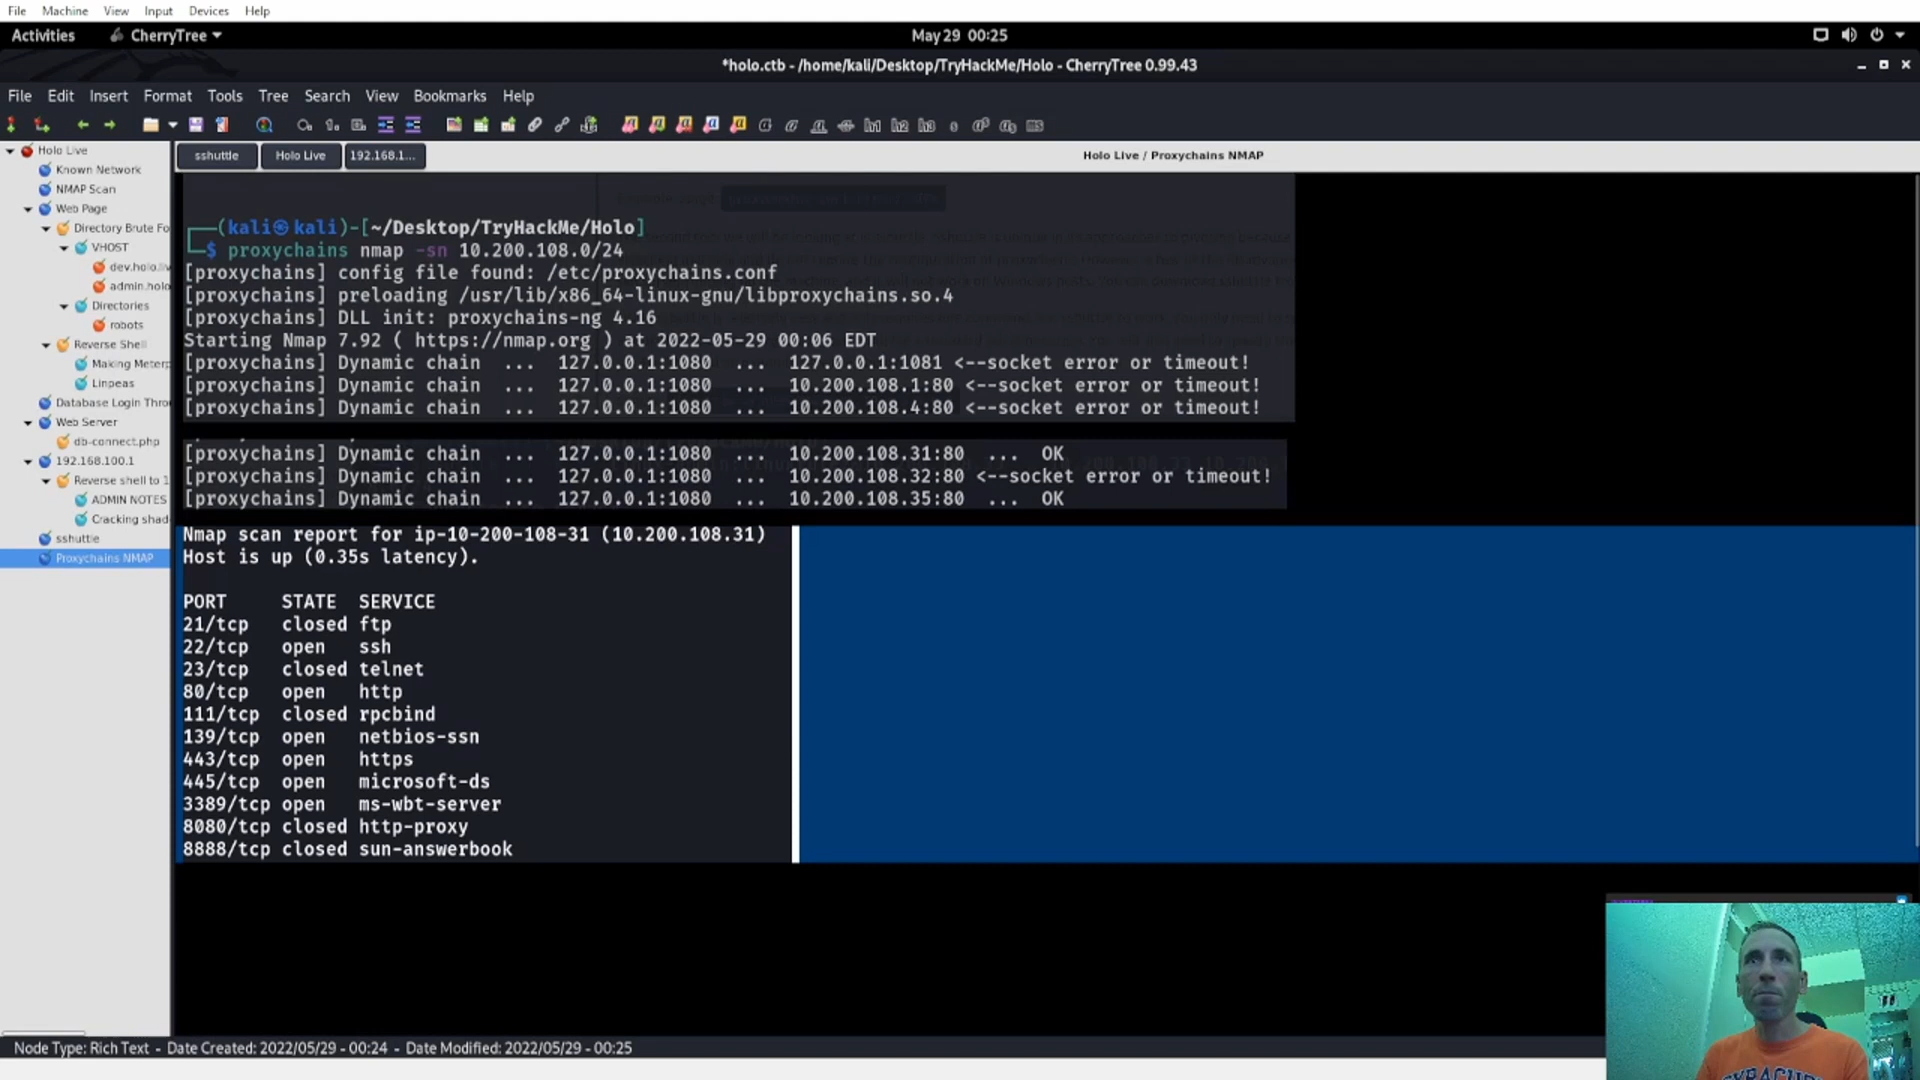 File Machine View Input Devices Help
Activities CherryTree May 29 00:25
*holo.ctb - /home/kali/Desktop/TryHackMe/Holo - CherryTree 0.99.43
File Edit Insert Format Tools Tree Search View Bookmarks Help
Holo Live
Known Network
NMAP Scan
Web Page
Directory Brute Fo
VHOST
dev.holo.liv
admin.holo
Directories
robots
Reverse Shell
Making Meterp
Linpeas
Database Login Thro
Web Server
db-connect.php
192.168.100.1
Reverse shell to 1
ADMIN NOTES
Cracking shad
sshuttle
Proxychains NMAP
sshuttle Holo Live 192.168.1... Holo Live / Proxychains NMAP
(kali㉿kali)-[~/Desktop/TryHackMe/Holo]
$ proxychains nmap -sn 10.200.108.0/24
[proxychains] config file found: /etc/proxychains.conf
[proxychains] preloading /usr/lib/x86_64-linux-gnu/libproxychains.so.4
[proxychains] DLL init: proxychains-ng 4.16
Starting Nmap 7.92 ( https://nmap.org ) at 2022-05-29 00:06 EDT
[proxychains] Dynamic chain ... 127.0.0.1:1080 ... 127.0.0.1:1081 <--socket error or timeout!
[proxychains] Dynamic chain ... 127.0.0.1:1080 ... 10.200.108.1:80 <--socket error or timeout!
[proxychains] Dynamic chain ... 127.0.0.1:1080 ... 10.200.108.4:80 <--socket error or timeout!
[proxychains] Dynamic chain ... 127.0.0.1:1080 ... 10.200.108.31:80 ... OK
[proxychains] Dynamic chain ... 127.0.0.1:1080 ... 10.200.108.32:80 <--socket error or timeout!
[proxychains] Dynamic chain ... 127.0.0.1:1080 ... 10.200.108.35:80 ... OK
Nmap scan report for ip-10-200-108-31 (10.200.108.31)
Host is up (0.35s latency).
PORT STATE SERVICE
21/tcp closed ftp
22/tcp open ssh
23/tcp closed telnet
80/tcp open http
111/tcp closed rpcbind
139/tcp open netbios-ssn
443/tcp open https
445/tcp open microsoft-ds
3389/tcp open ms-wbt-server
8080/tcp closed http-proxy
8888/tcp closed sun-answerbook
Node Type: Rich Text - Date Created: 2022/05/29 - 00:24 - Date Modified: 2022/05/29 - 00:25